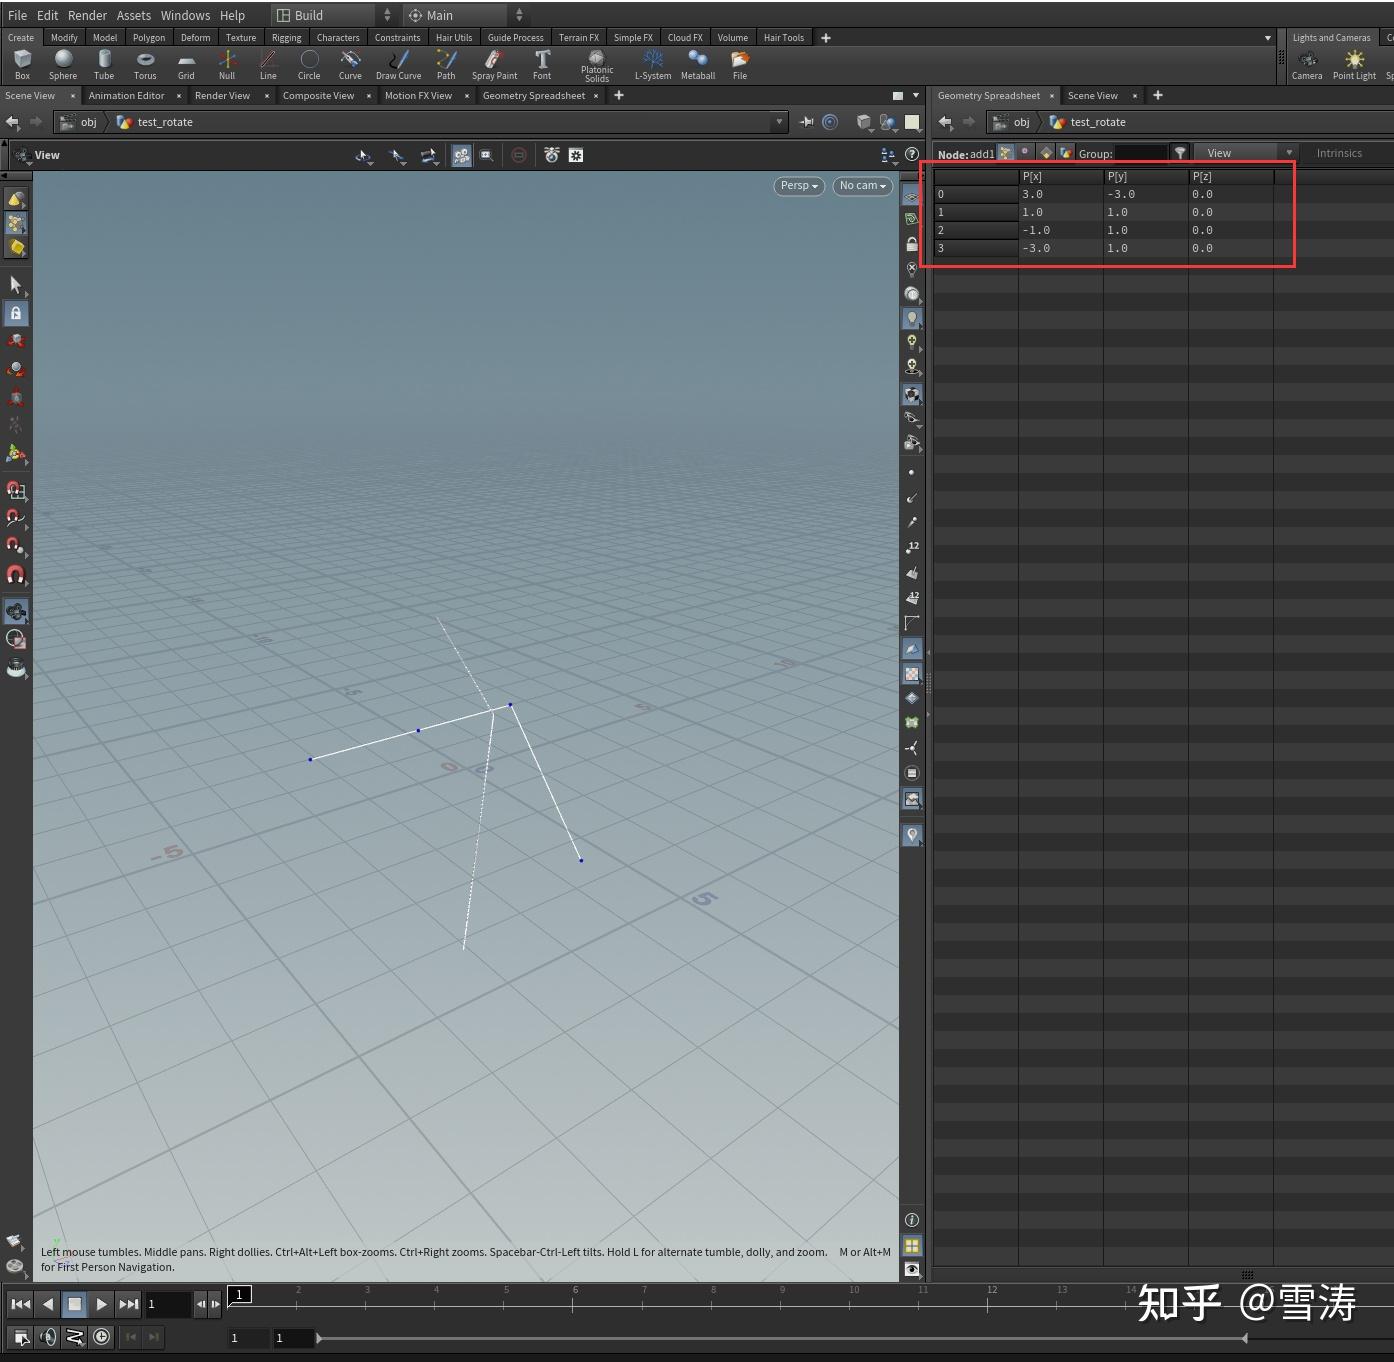 File Edit Render Assets Windows Help Build Main
Create Modify Model Polygon Deform Texture Rigging Characters Constraints Hair Utils Guide Process Terrain FX Simple FX Cloud FX Volume Hair Tools Lights and Cameras
Box Sphere Tube Torus Grid Null Line Circle Curve Draw Curve Path Spray Paint Font Platonic Solids L-System Metaball File Camera Point Light
Scene View Animation Editor Render View Composite View Motion FX View Geometry Spreadsheet Geometry Spreadsheet Scene View
obj test_rotate obj test_rotate
View Node: add1 Group: View Intrinsics
Persp No cam
P[x] P[y] P[z]
0 3.0 -3.0 0.0
1 1.0 1.0 0.0
2 -1.0 1.0 0.0
3 -3.0 1.0 0.0
12
12
0
-5
5
Left mouse tumbles. Middle pans. Right dollies. Ctrl+Alt+Left box-zooms. Ctrl+Right zooms. Spacebar-Ctrl-Left tilts. Hold L for alternate tumble, dolly, and zoom. M or Alt+M
for First Person Navigation.
1 1 2 3 4 5 6 7 8 9 10 11 12 13 14
知乎 @雪涛
1 1